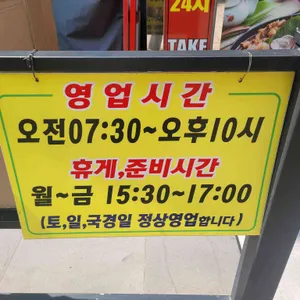 24시
TAKE
영업시간
오전07:30~오후10시
휴게,준비시간
월~금 15:30~17:00
(토,일,국경일 정상영업합니다)